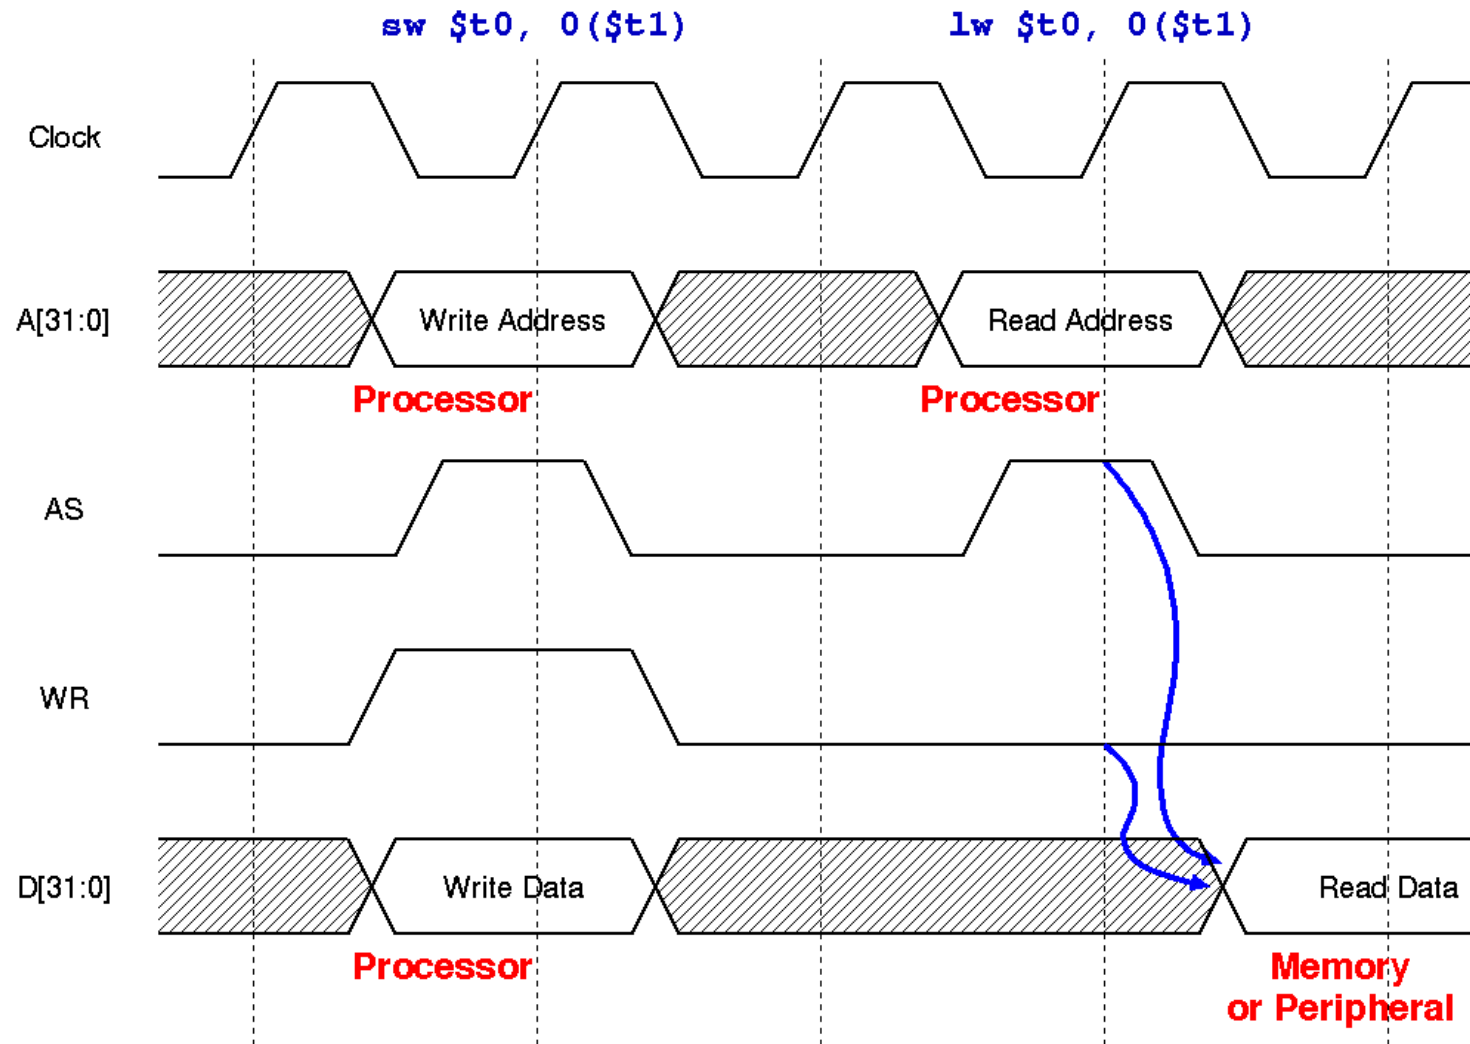 sw $t0, 0($t1) lw $t0, 0($t1)
Clock
A[31:0] Write Address Read Address
Processor Processor
AS
WR
D[31:0] Write Data Read Data
Processor Memory
or Peripheral